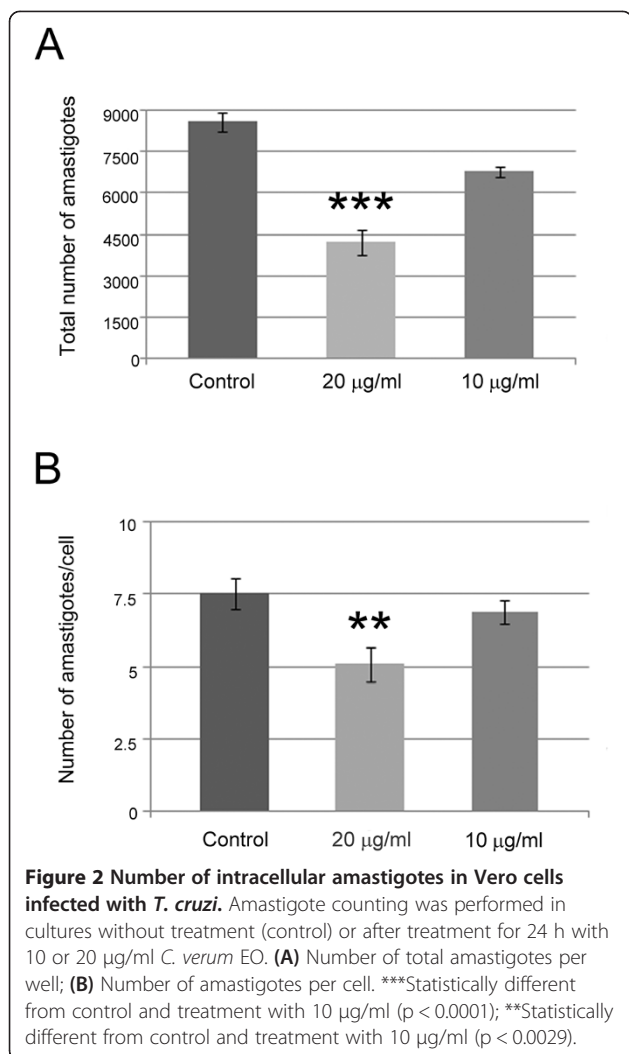 A
Total number of amastigotes
9000
7500
6000
4500
3000
1500
0
***
Control 20 µg/ml 10 µg/ml
B
Number of amastigotes/cell
10
7.5
5
2.5
0
**
Control 20 µg/ml 10 µg/ml
Figure 2 Number of intracellular amastigotes in Vero cells
infected with T. cruzi. Amastigote counting was performed in
cultures without treatment (control) or after treatment for 24 h with
10 or 20 µg/ml C. verum EO. (A) Number of total amastigotes per
well; (B) Number of amastigotes per cell. ***Statistically different
from control and treatment with 10 µg/ml (p < 0.0001); **Statistically
different from control and treatment with 10 µg/ml (p < 0.0029).